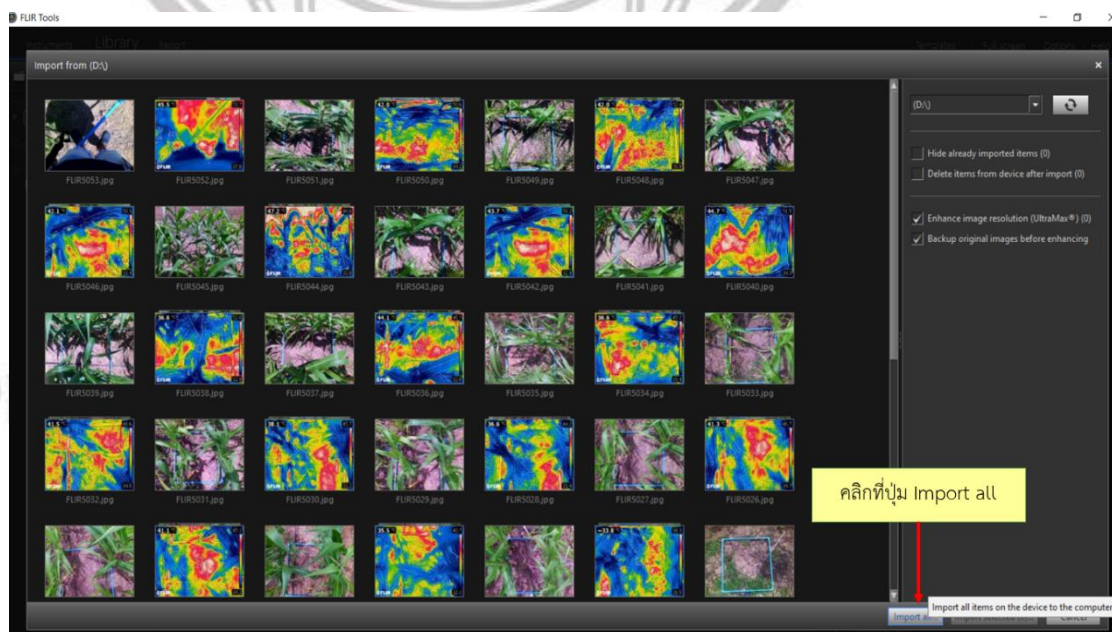 FLIR Tools
Library Report
Import from (D:\)
(D:\)
Hide already imported items (0)
Delete items from device after import (0)
Enhance image resolution (UltraMax®) (0)
Backup original images before enhancing
FLIR5053.jpg FLIR5052.jpg FLIR5051.jpg FLIR5050.jpg FLIR5049.jpg FLIR5048.jpg FLIR5047.jpg
FLIR5046.jpg FLIR5045.jpg FLIR5044.jpg FLIR5043.jpg FLIR5042.jpg FLIR5041.jpg FLIR5040.jpg
FLIR5039.jpg FLIR5038.jpg FLIR5037.jpg FLIR5036.jpg FLIR5035.jpg FLIR5034.jpg FLIR5033.jpg
FLIR5032.jpg FLIR5031.jpg FLIR5030.jpg FLIR5029.jpg FLIR5028.jpg FLIR5027.jpg FLIR5026.jpg
คลิกที่ปุ่ม Import all
Import all items on the device to the computer
Import all...
Cancel